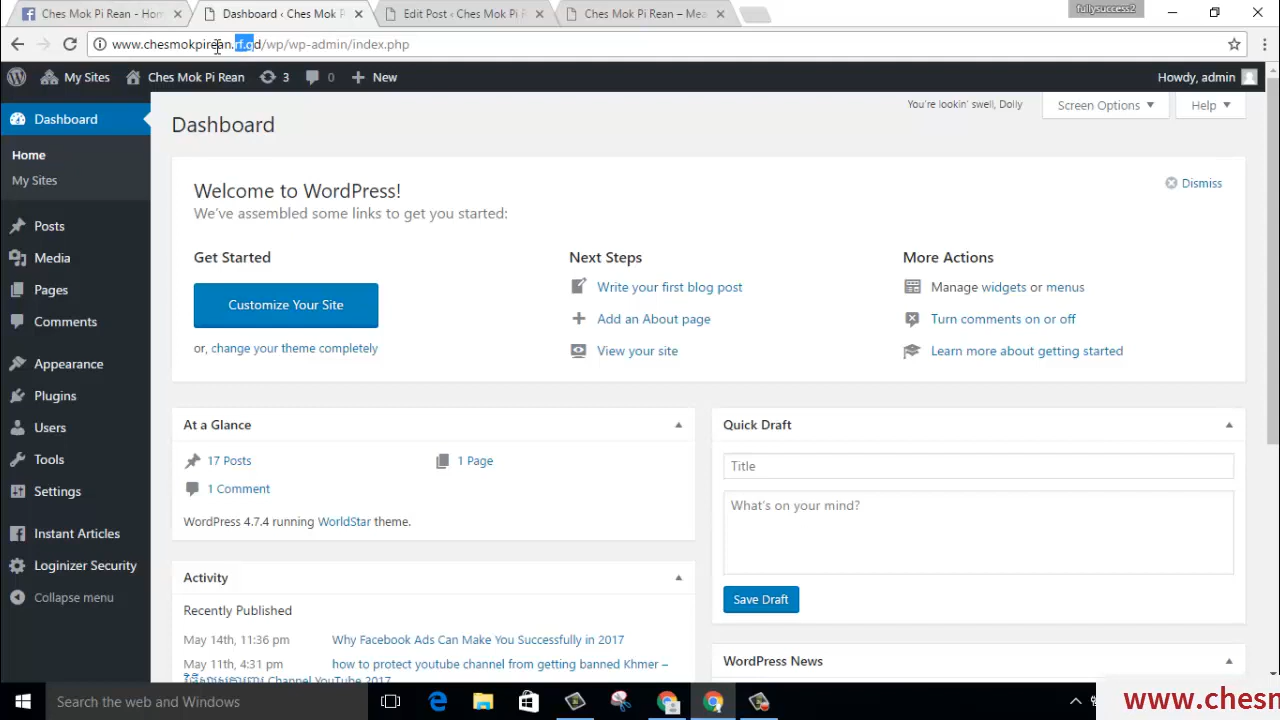 Ches Mok Pi Rean - Hom
Dashboard ‹ Ches Mok P
Edit Post ‹ Ches Mok Pi R
Ches Mok Pi Rean – Mea
fullysuccess2
www.chesmokpirean.rf.gd/wp/wp-admin/index.php
My Sites
Ches Mok Pi Rean
3
0
New
Howdy, admin
Dashboard
Home
My Sites
Posts
Media
Pages
Comments
Appearance
Plugins
Users
Tools
Settings
Instant Articles
Loginizer Security
Collapse menu
You're lookin' swell, Dolly
Screen Options
Help
Dashboard
Welcome to WordPress!
Dismiss
We've assembled some links to get you started:
Get Started
Customize Your Site
or, change your theme completely
Next Steps
Write your first blog post
Add an About page
View your site
More Actions
Manage widgets or menus
Turn comments on or off
Learn more about getting started
At a Glance
17 Posts
1 Page
1 Comment
WordPress 4.7.4 running WorldStar theme.
Activity
Recently Published
May 14th, 11:36 pm
Why Facebook Ads Can Make You Successfully in 2017
May 11th, 4:31 pm
how to protect youtube channel from getting banned Khmer –
Channel YouTube 2017
Quick Draft
Title
What's on your mind?
Save Draft
WordPress News
Search the web and Windows
www.chesm